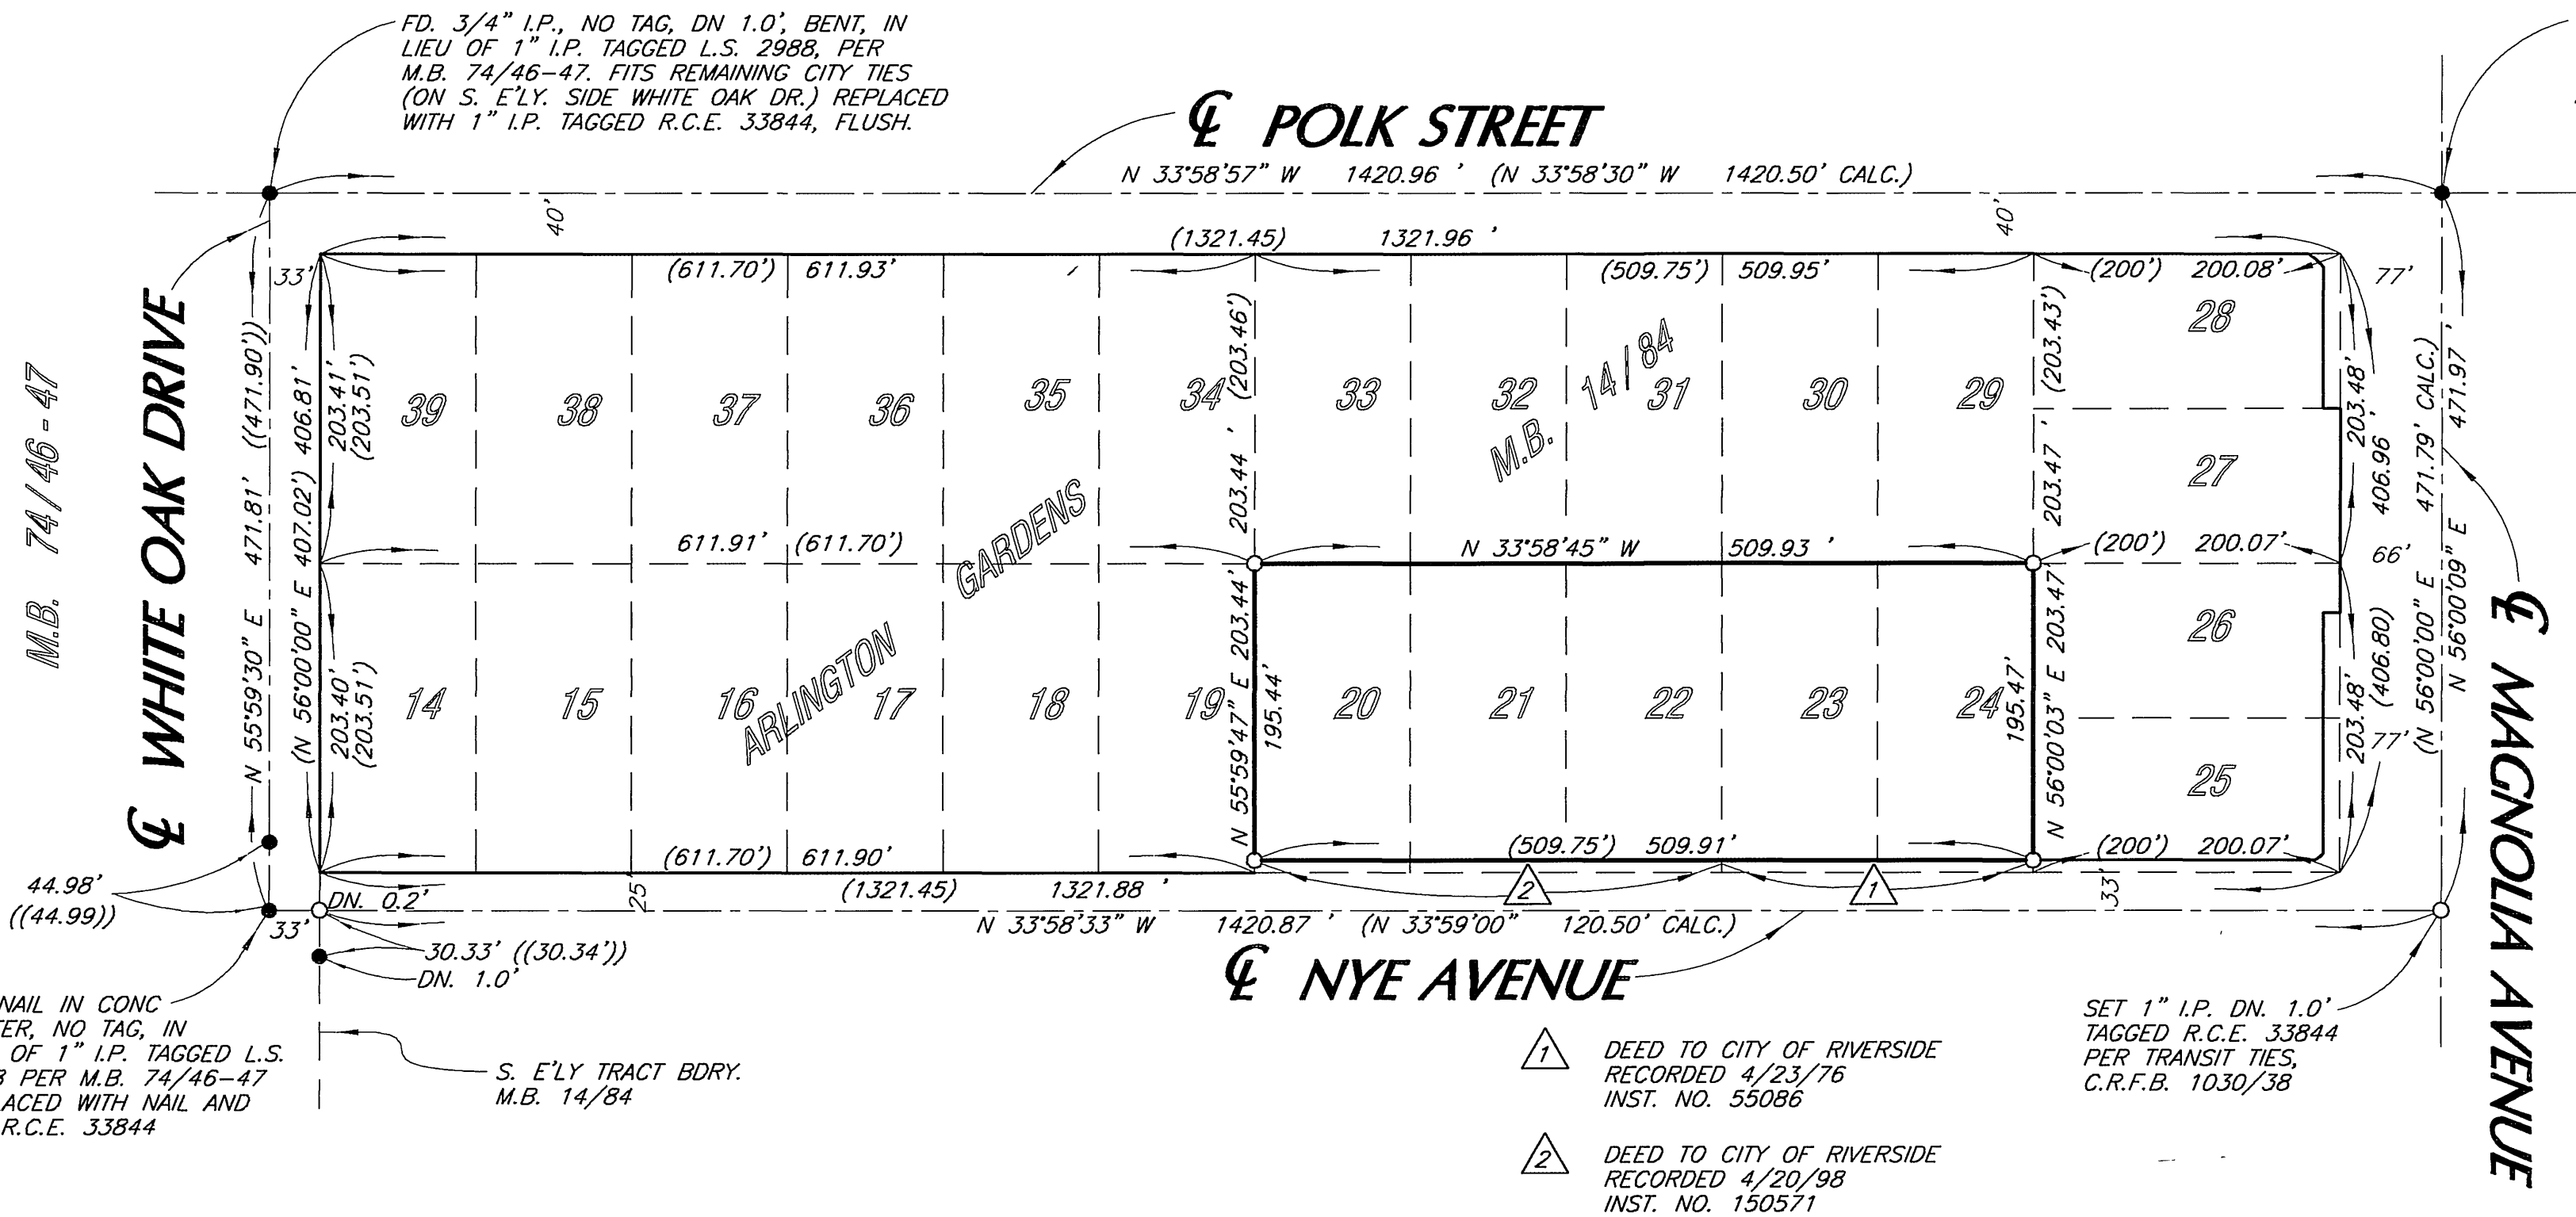 FD. 3/4" I.P., NO TAG, DN 1.0', BENT, IN
LIEU OF 1" I.P. TAGGED L.S. 2988, PER
M.B. 74/46-47. FITS REMAINING CITY TIES
(ON S. E'LY. SIDE WHITE OAK DR.) REPLACED
WITH 1" I.P. TAGGED R.C.E. 33844, FLUSH.
℄ POLK STREET
N 33°58'57" W 1420.96 ' (N 33°58'30" W 1420.50' CALC.)
40'
40'
(1321.45) 1321.96 '
33'
(611.70') 611.93'
(509.75') 509.95'
(200') 200.08'
77'
M.B. 74/46-47
℄ WHITE OAK DRIVE
N 55°59'30" E 471.81' ((471.90'))
(N 56°00'00" E 407.02') 406.81'
203.41'
(203.51')
39
38
37
36
35
34
33
32
31
30
29
28
27
203.44 ' (203.46')
203.47 ' (203.43')
M.B. 14/84
203.48'
406.96'
(N 56°00'00" E 471.79' CALC.)
N 56°00'09" E 471.97 '
611.91' (611.70')
N 33°58'45" W 509.93 '
(200') 200.07'
66'
ARLINGTON GARDENS
203.40'
(203.51')
14
15
16
17
18
19
20
21
22
23
24
26
25
N 55°59'47" E 203.44'
195.44'
195.47'
N 56°00'03" E 203.47'
203.48'
(406.80)
77'
℄ MAGNOLIA AVENUE
(611.70') 611.90'
(509.75') 509.91'
(200') 200.07'
44.98'
((44.99))
DN. 0.2'
25'
(1321.45) 1321.88 '
2
1
33'
33'
N 33°58'33" W 1420.87 ' (N 33°59'00" 120.50' CALC.)
30.33' ((30.34'))
DN. 1.0'
℄ NYE AVENUE
NAIL IN CONC
TER, NO TAG, IN
OF 1" I.P. TAGGED L.S.
PER M.B. 74/46-47
ACED WITH NAIL AND
R.C.E. 33844
S. E'LY TRACT BDRY.
M.B. 14/84
1 DEED TO CITY OF RIVERSIDE
RECORDED 4/23/76
INST. NO. 55086
2 DEED TO CITY OF RIVERSIDE
RECORDED 4/20/98
INST. NO. 150571
SET 1" I.P. DN. 1.0'
TAGGED R.C.E. 33844
PER TRANSIT TIES,
C.R.F.B. 1030/38